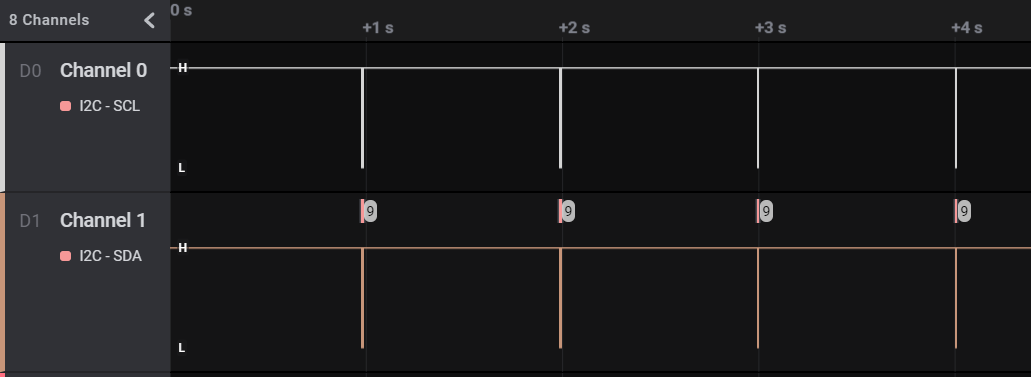 8 Channels
0 s
+1 s
+2 s
+3 s
+4 s
D0
Channel 0
I2C - SCL
H
L
D1
Channel 1
I2C - SDA
9
9
9
9
H
L